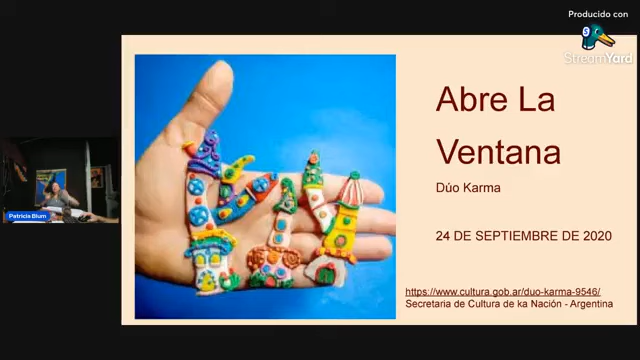 Producido con
StreamYard
Abre La
Ventana
Dúo Karma
24 DE SEPTIEMBRE DE 2020
https://www.cultura.gob.ar/duo-karma-9546/
Secretaria de Cultura de ka Nación - Argentina
Patricia Blum